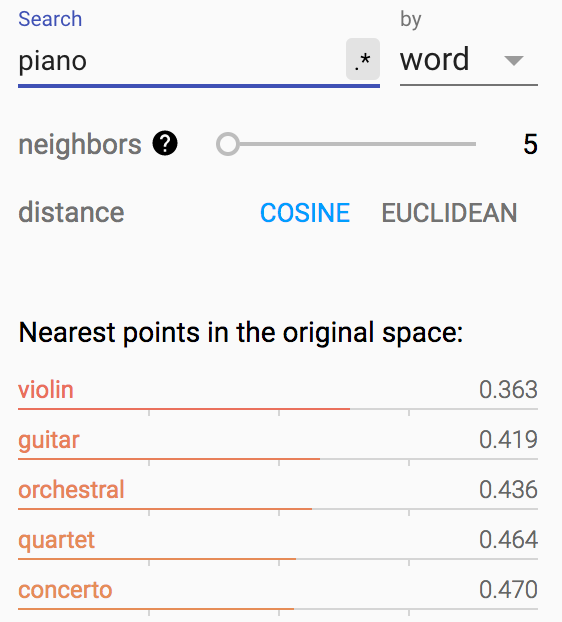 Search by
piano .* word
neighbors ? 5
distance COSINE EUCLIDEAN
Nearest points in the original space:
violin 0.363
guitar 0.419
orchestral 0.436
quartet 0.464
concerto 0.470